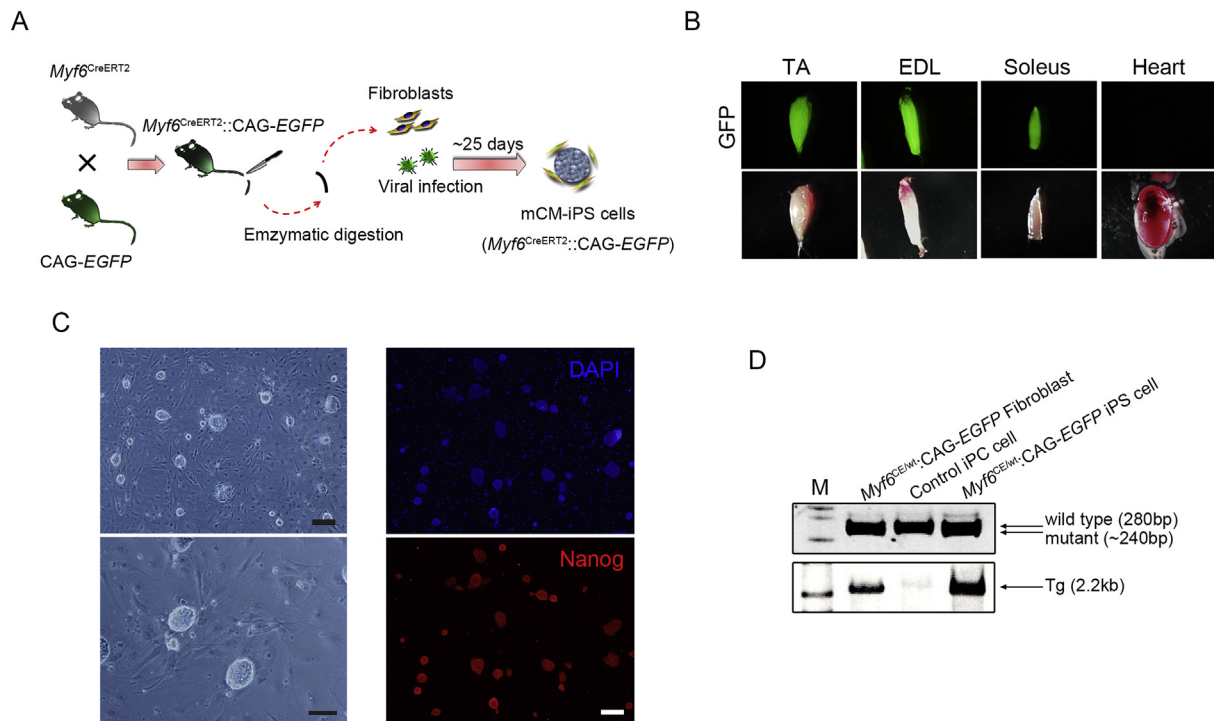 A
Myf6CreERT2
Myf6CreERT2::CAG-EGFP
CAG-EGFP
Fibroblasts
Viral infection
Emzymatic digestion
~25 days
mCM-iPS cells
(Myf6CreERT2::CAG-EGFP)
B
TA EDL Soleus Heart
GFP
C
DAPI
Nanog
D
M
Myf6CE/wt:CAG-EGFP Fibroblast
Control iPC cell
Myf6CE/wt:CAG-EGFP iPS cell
wild type (280bp)
mutant (~240bp)
Tg (2.2kb)